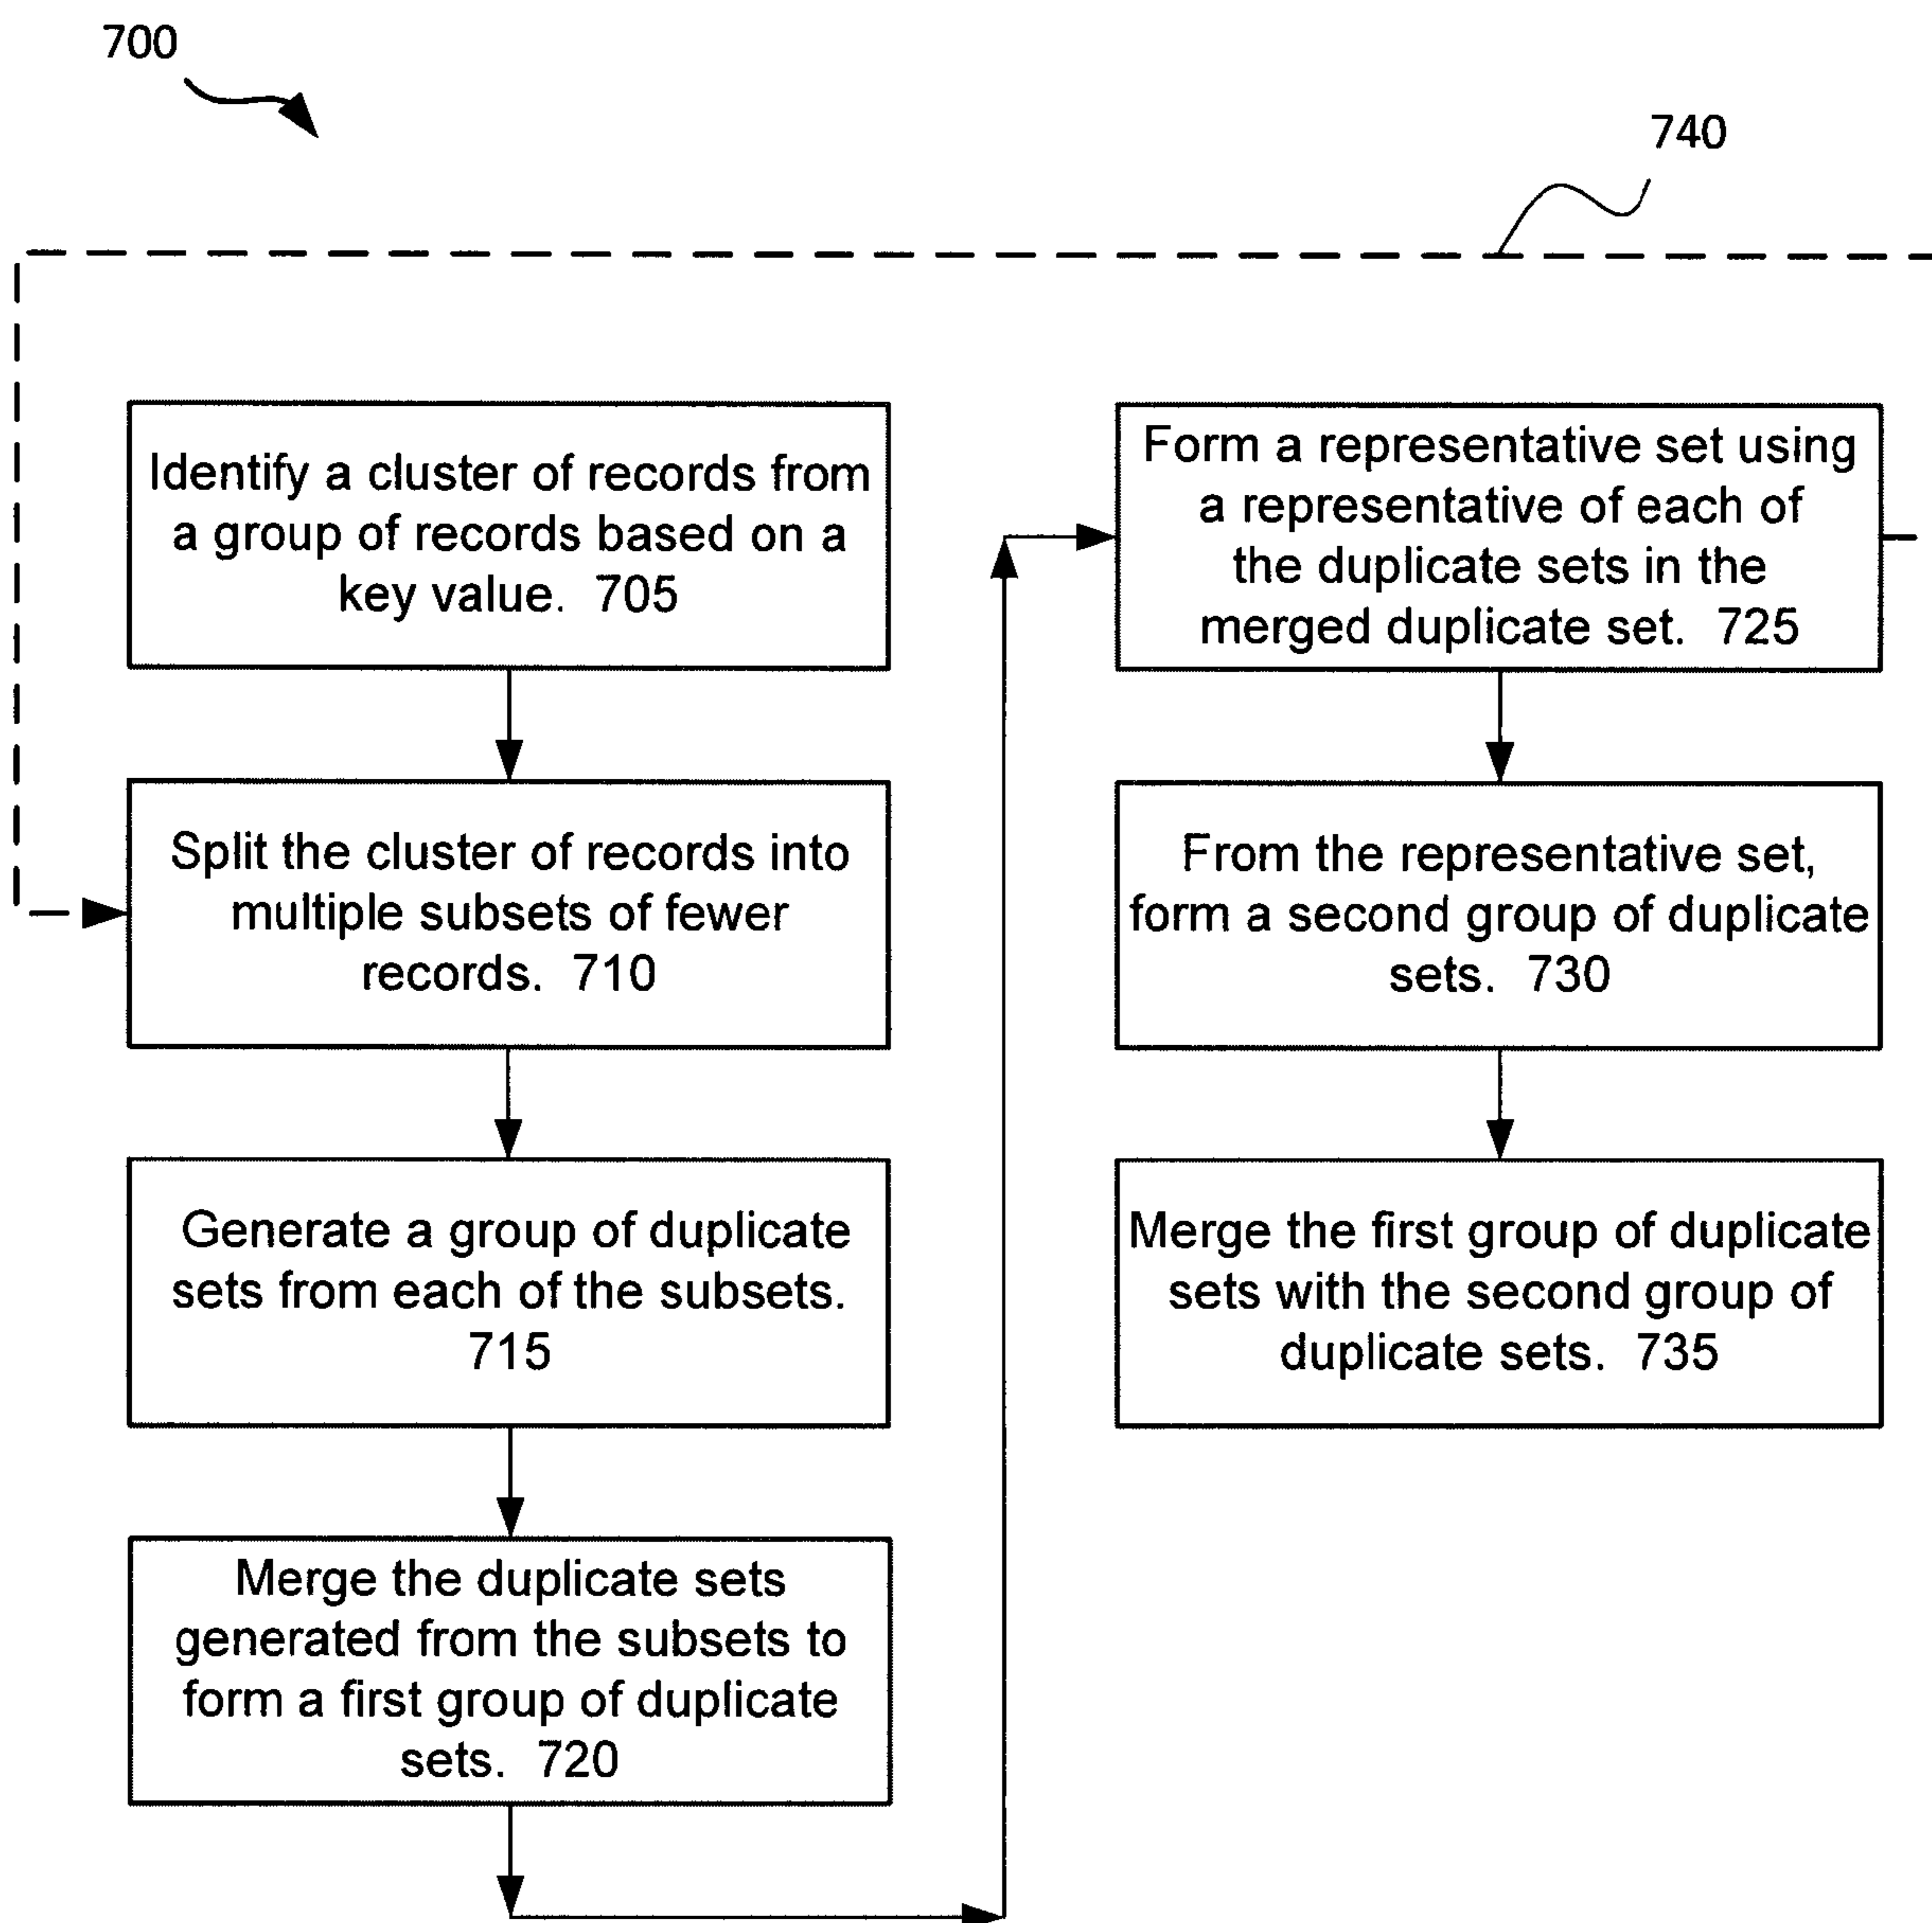 700
740
Identify a cluster of records from
a group of records based on a
key value. 705
Split the cluster of records into
multiple subsets of fewer
records. 710
Generate a group of duplicate
sets from each of the subsets.
715
Merge the duplicate sets
generated from the subsets to
form a first group of duplicate
sets. 720
Form a representative set using
a representative of each of
the duplicate sets in the
merged duplicate set. 725
From the representative set,
form a second group of duplicate
sets. 730
Merge the first group of duplicate
sets with the second group of
duplicate sets. 735